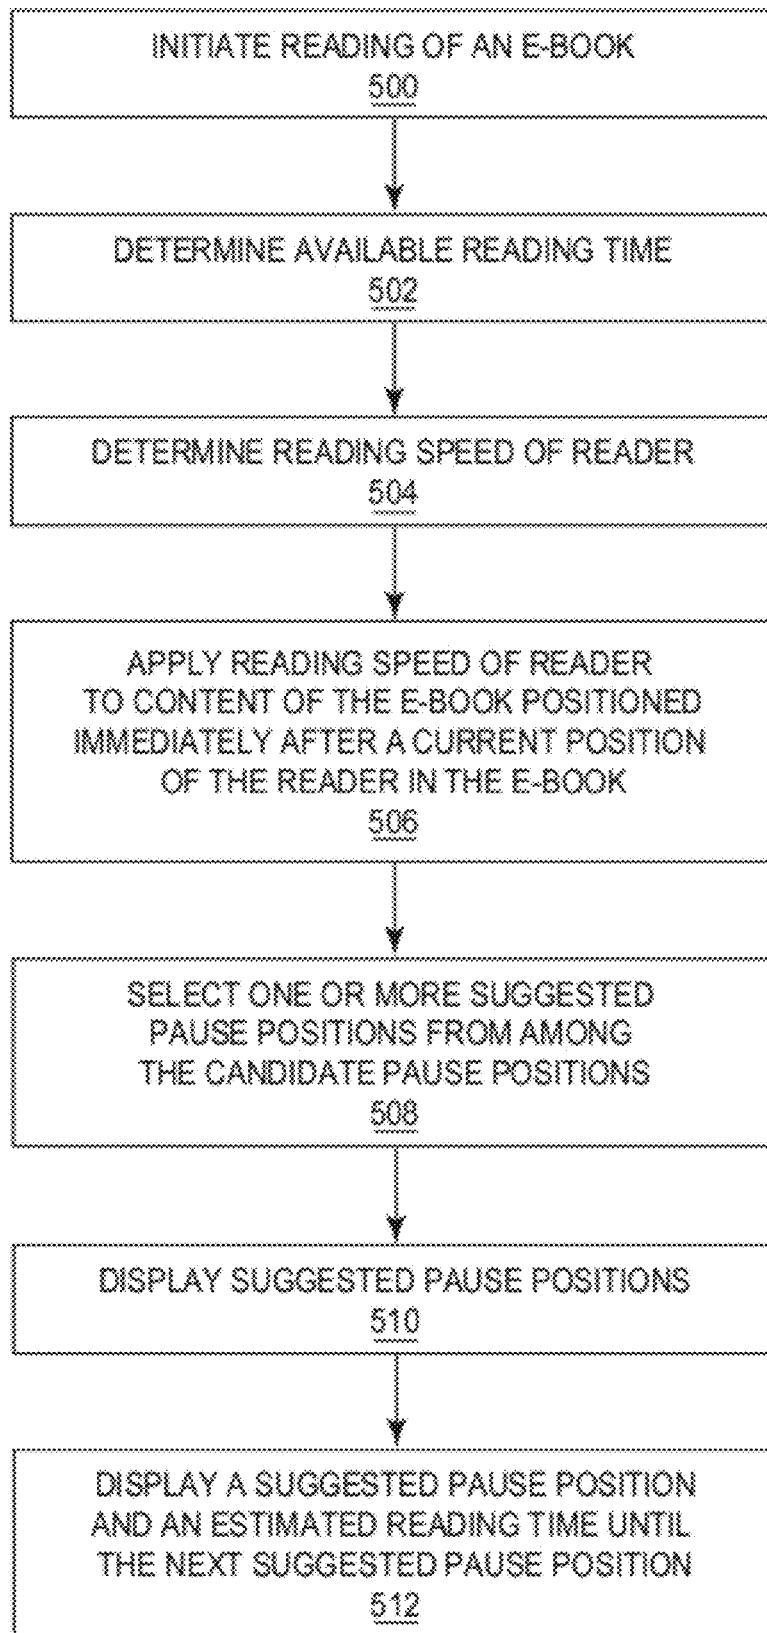 INITIATE READING OF AN E-BOOK
500
DETERMINE AVAILABLE READING TIME
502
DETERMINE READING SPEED OF READER
504
APPLY READING SPEED OF READER
TO CONTENT OF THE E-BOOK POSITIONED
IMMEDIATELY AFTER A CURRENT POSITION
OF THE READER IN THE E-BOOK
506
SELECT ONE OR MORE SUGGESTED
PAUSE POSITIONS FROM AMONG
THE CANDIDATE PAUSE POSITIONS
508
DISPLAY SUGGESTED PAUSE POSITIONS
510
DISPLAY A SUGGESTED PAUSE POSITION
AND AN ESTIMATED READING TIME UNTIL
THE NEXT SUGGESTED PAUSE POSITION
512